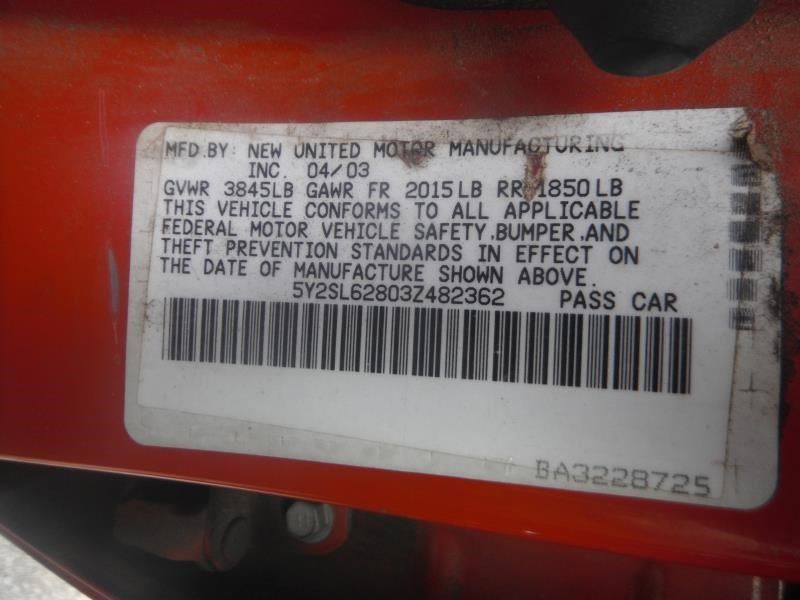 MFD.BY: NEW UNITED MOTOR MANUFACTURING
INC. 04/03
GVWR 3845LB GAWR FR 2015LB RR 1850LB
THIS VEHICLE CONFORMS TO ALL APPLICABLE
FEDERAL MOTOR VEHICLE SAFETY,BUMPER,AND
THEFT PREVENTION STANDARDS IN EFFECT ON
THE DATE OF MANUFACTURE SHOWN ABOVE.
5Y2SL62803Z482362 PASS CAR
BA3228725